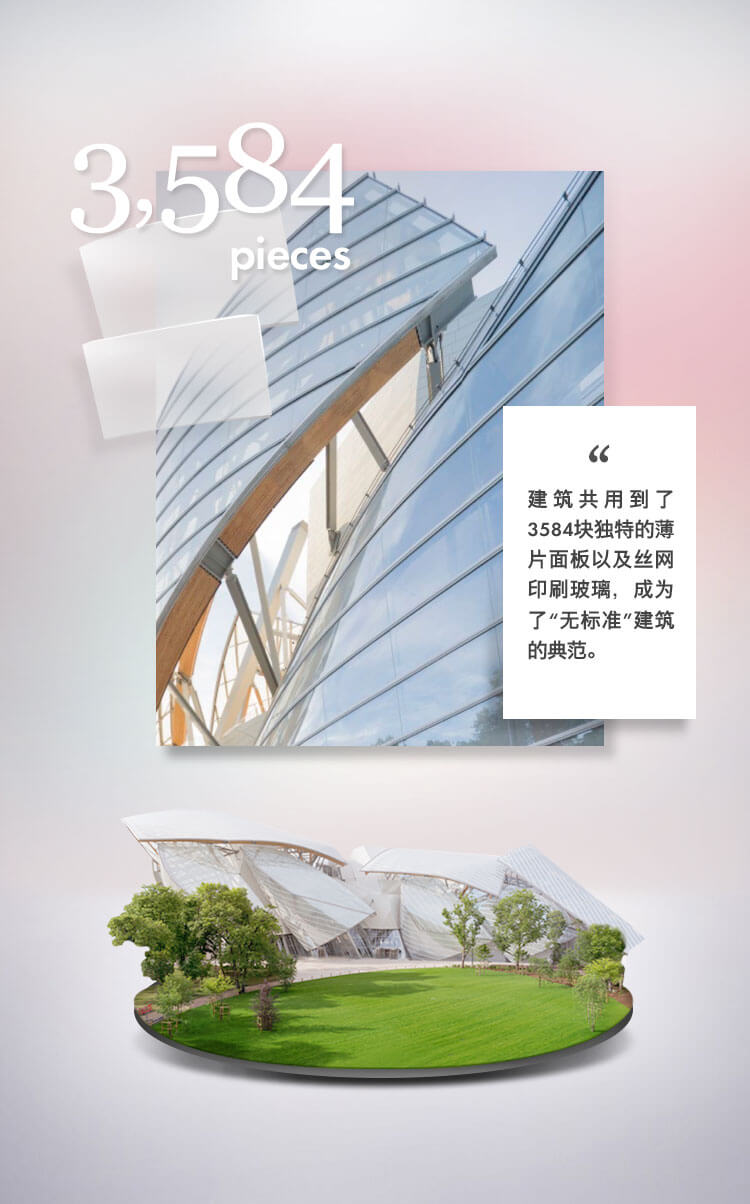 3,584
pieces
“
建筑共用到了
3584块独特的薄
片面板以及丝网
印刷玻璃，成为
了“无标准”建筑
的典范。